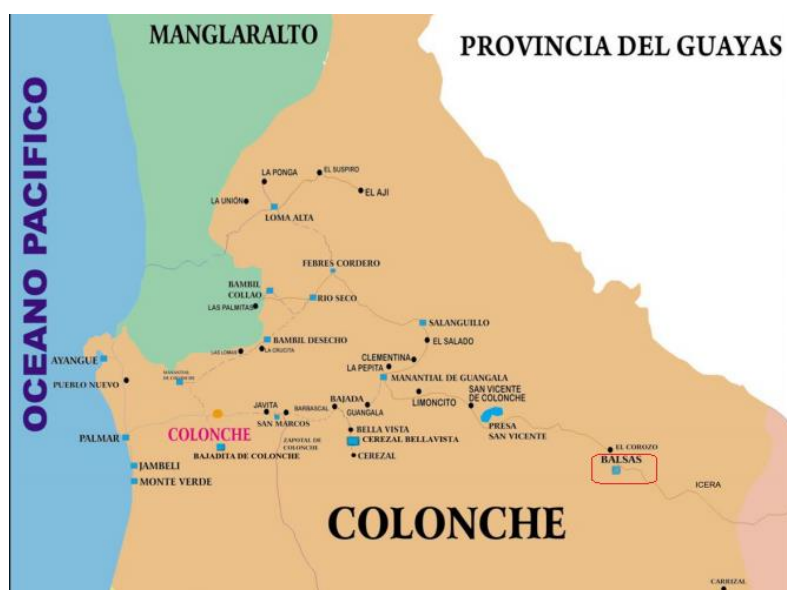 MANGLARALTO
PROVINCIA DEL GUAYAS
OCEANO PACIFICO
LA PONGA
EL SUSPIRO
EL AJI
LA UNIÓN
LOMA ALTA
FEBRES CORDERO
BAMBIL
COLLAO
RIO SECO
LAS PALMITAS
SALANGUILLO
BAMBIL DESECHO
EL SALADO
LAS LOMAS
LA CRUCITA
AYANGUE
CLEMENTINA
LA PEPITA
PUEBLO NUEVO
MANANTIAL DE GUANGALA
SAN VICENTE
DE COLONCHE
LIMONCITO
JAVITA
BARBASCAL
BAJADA
GUANGALA
SAN MARCOS
PRESA
SAN VICENTE
COLONCHE
PALMAR
BELLA VISTA
ZAPOTAL DE
COLONCHE
CEREZAL BELLAVISTA
BAJADITA DE COLONCHE
CEREZAL
EL COROZO
BALSAS
JAMBELI
MONTE VERDE
ICERA
COLONCHE
CARRIZAL